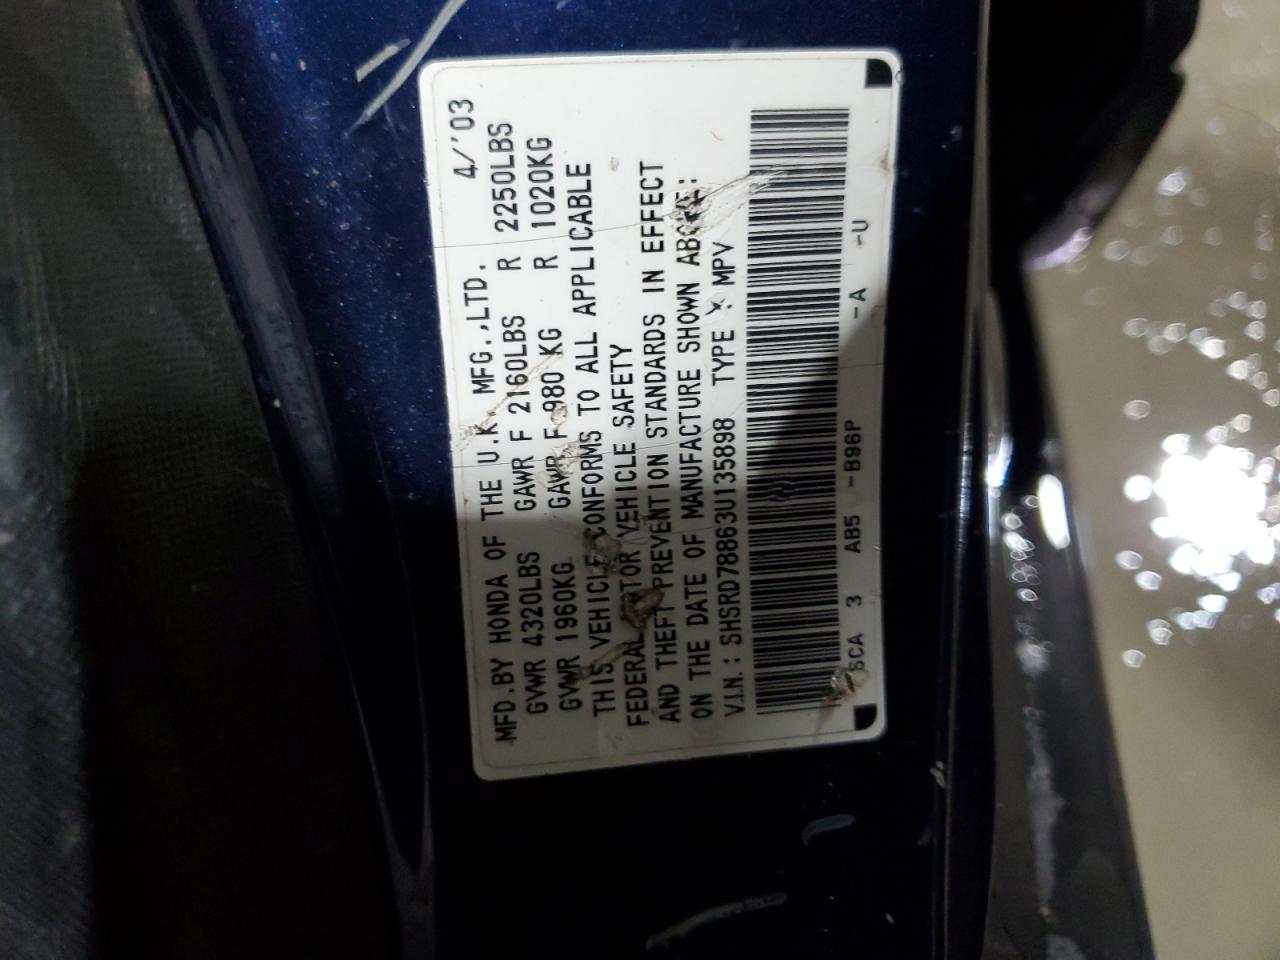 MFD.BY HONDA OF THE U.K. MFG.,LTD. 4/'03
GVWR 4320LBS GAWR F 2160LBS R 2250LBS
GVWR 1960KG GAWR F 980 KG R 1020KG
THIS VEHICLE CONFORMS TO ALL APPLICABLE
FEDERAL MOTOR VEHICLE SAFETY
AND THEFT PREVENTION STANDARDS IN EFFECT
ON THE DATE OF MANUFACTURE SHOWN ABOVE:
V.I.N.: SHSRD78863U135898 TYPE : MPV
SCA 3 AB5 -B96P -A -U